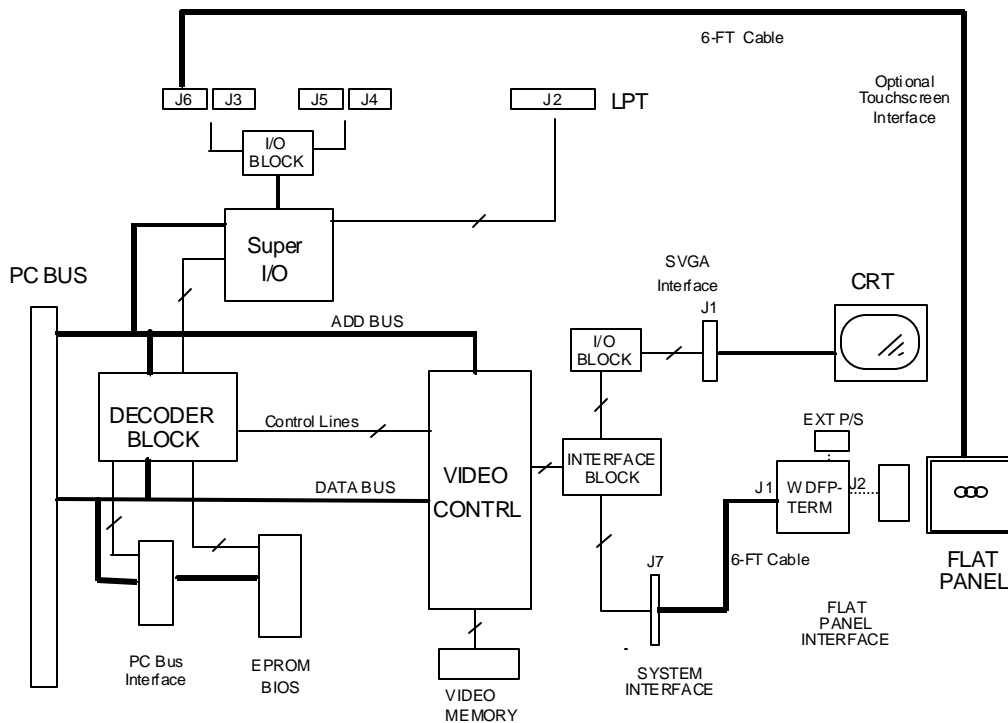 6-FT Cable
Optional
Touchscreen
Interface
J6
J3
J5
J4
J2
LPT
I/O
BLOCK
Super
I/O
PC BUS
SVGA
Interface
J1
CRT
ADD BUS
I/O
BLOCK
DECODER
BLOCK
Control Lines
EXT P/S
VIDEO
CONTRL
INTERFACE
BLOCK
J1
WDFP-
TERM
J2
DATA BUS
6-FT Cable
FLAT
PANEL
J7
FLAT
PANEL
INTERFACE
PC Bus
Interface
EPROM
BIOS
SYSTEM
INTERFACE
VIDEO
MEMORY